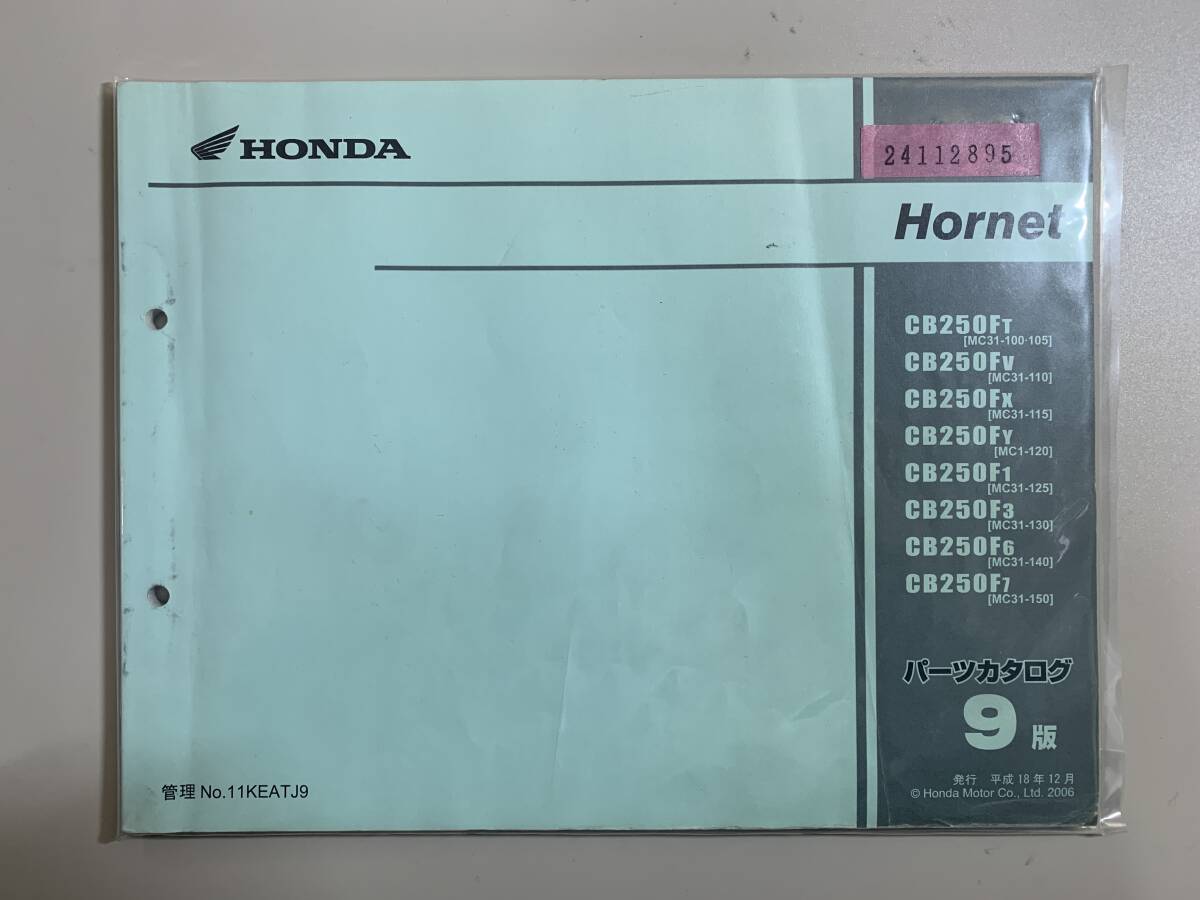 HONDA
24112895
Hornet
CB250FT
[MC31-100·105]
CB250FV
[MC31-110]
CB250FX
[MC31-115]
CB250FY
[MC1-120]
CB250F1
[MC31-125]
CB250F3
[MC31-130]
CB250F6
[MC31-140]
CB250F7
[MC31-150]
パーツカタログ
9版
発行 平成18年12月
© Honda Motor Co., Ltd. 2006
管理 No.11KEATJ9